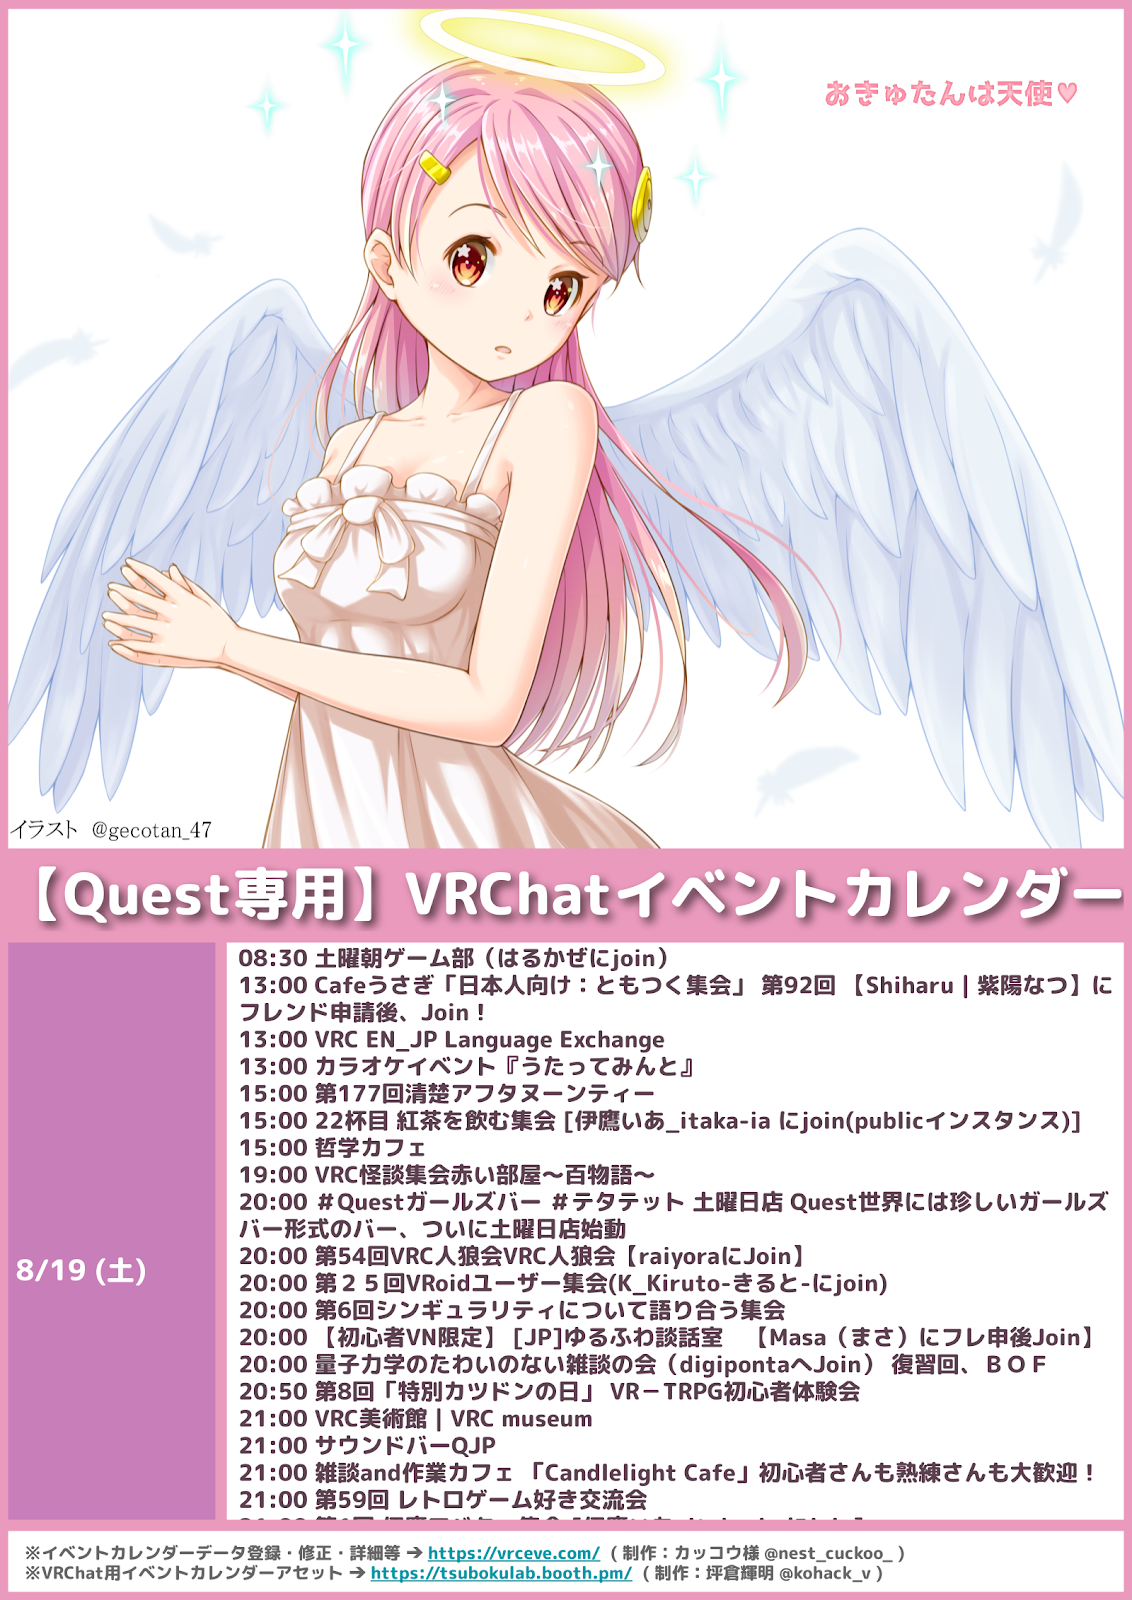 おきゅたんは天使♥
イラスト @gecotan_47
【Quest専用】VRChatイベントカレンダー
8/19 (土)
08:30 土曜朝ゲーム部（はるかぜにjoin）
13:00 Cafeうさぎ「日本人向け：ともつく集会」 第92回 【Shiharu | 紫陽なつ】に
フレンド申請後、Join！
13:00 VRC EN_JP Language Exchange
13:00 カラオケイベント『うたってみんと』
15:00 第177回清楚アフタヌーンティー
15:00 22杯目 紅茶を飲む集会 [伊鷹いあ_itaka-ia にjoin(publicインスタンス)]
15:00 哲学カフェ
19:00 VRC怪談集会赤い部屋～百物語～
20:00 ＃Questガールズバー ＃テタテット 土曜日店 Quest世界には珍しいガールズ
バー形式のバー、ついに土曜日店始動
20:00 第54回VRC人狼会VRC人狼会【raiyoraにJoin】
20:00 第２５回VRoidユーザー集会(K_Kiruto-きると-にjoin)
20:00 第6回シンギュラリティについて語り合う集会
20:00 【初心者VN限定】 [JP]ゆるふわ談話室　【Masa（まさ）にフレ申後Join】
20:00 量子力学のたわいのない雑談の会（digipontaへJoin） 復習回、ＢＯＦ
20:50 第8回「特別カツドンの日」 VR－TRPG初心者体験会
21:00 VRC美術館 | VRC museum
21:00 サウンドバーQJP
21:00 雑談and作業カフェ 「Candlelight Cafe」初心者さんも熟練さんも大歓迎！
21:00 第59回 レトロゲーム好き交流会
※イベントカレンダーデータ登録・修正・詳細等 ➔ https://vrceve.com/ （制作：カッコウ様 @nest_cuckoo_ ）
※VRChat用イベントカレンダーアセット ➔ https://tsubokulab.booth.pm/ （制作：坪倉輝明 @kohack_v ）